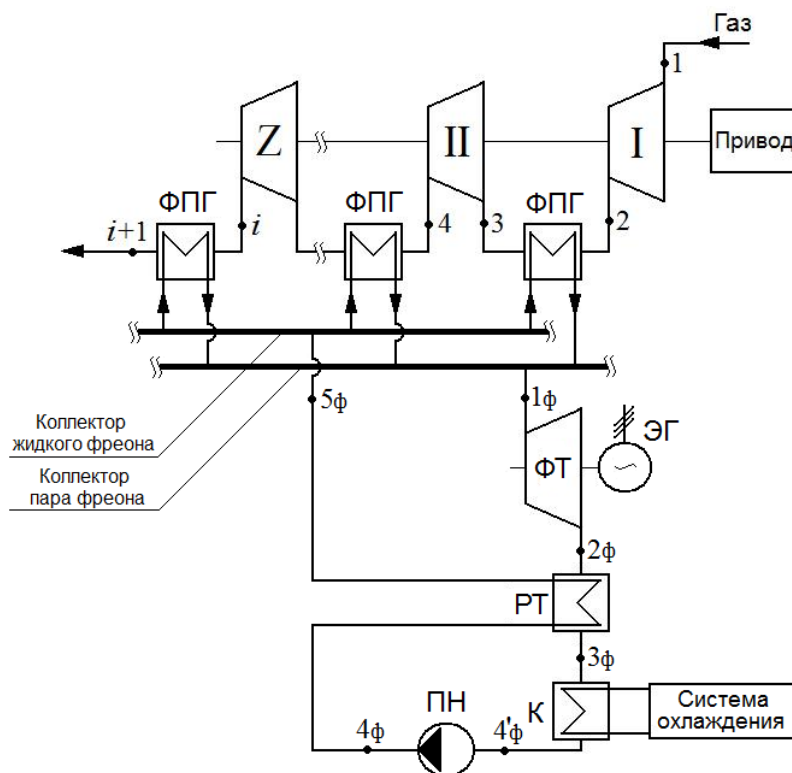 Газ
1
Z
II
I
Привод
ФПГ
ФПГ
ФПГ
i+1
i
4
3
2
5ф
1ф
Коллектор
жидкого фреона
ЭГ
ФТ
Коллектор
пара фреона
2ф
РТ
3ф
ПН
К
Система
охлаждения
4ф
4'ф